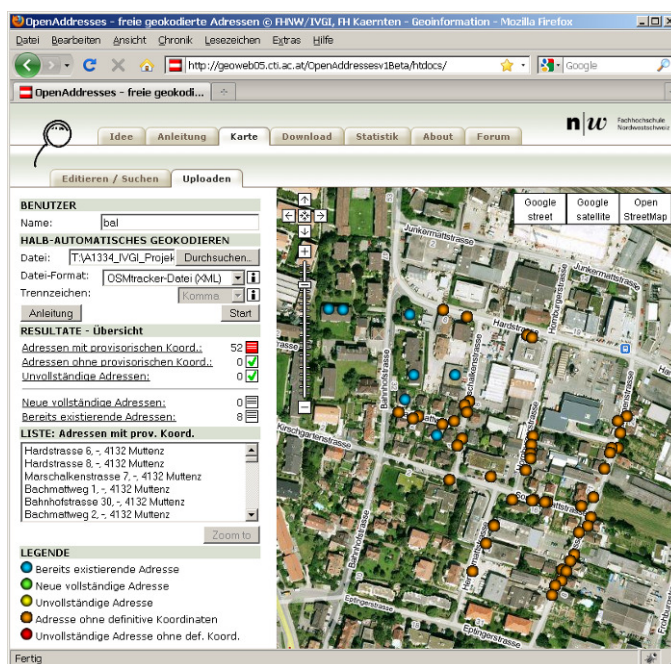 OpenAddresses - freie geokodierte Adressen © FHNW/IVGI, FH Kaernten - Geoinformation - Mozilla Firefox
Datei Bearbeiten Ansicht Chronik Lesezeichen Extras Hilfe
http://geoweb05.cti.ac.at/OpenAddressesv1Beta/htdocs/
Google
OpenAddresses - freie geokodi...
Idee Anleitung Karte Download Statistik About Forum
n|w Fachhochschule
Nordwestschweiz
Editieren / Suchen Uploaden
BENUTZER
Name: bal
HALB-AUTOMATISCHES GEOKODIEREN
Datei: T:\A1334_IVGI_Projek Durchsuchen..
Datei-Format: OSMtracker-Datei (XML)
Trennzeichen: Komma
Anleitung Start
RESULTATE - Übersicht
Adressen mit provisorischen Koord.: 52
Adressen ohne provisorischen Koord.: 0
Unvollständige Adressen: 0
Neue vollständige Adressen: 0
Bereits existierende Adressen: 8
LISTE: Adressen mit prov. Koord.
Hardstrasse 6, -, 4132 Muttenz
Hardstrasse 8, -, 4132 Muttenz
Marschalkenstrasse 7, -, 4132 Muttenz
Bachmattweg 1, -, 4132 Muttenz
Bahnhofstrasse 30, -, 4132 Muttenz
Bachmattweg 2, -, 4132 Muttenz
Zoom to
LEGENDE
Bereits existierende Adresse
Neue vollständige Adresse
Unvollständige Adresse
Adresse ohne definitive Koordinaten
Unvollständige Adresse ohne def. Koord.
Google
street
Google
satellite
Open
StreetMap
Junkermattstrasse
Junkermattstrasse
Homburgerstrasse
Hardstrasse
Bahnhofstrasse
Kirschgartenstrasse
Bahnhofstrasse
Eptingerstrasse
Eptingerstrasse
Fertig